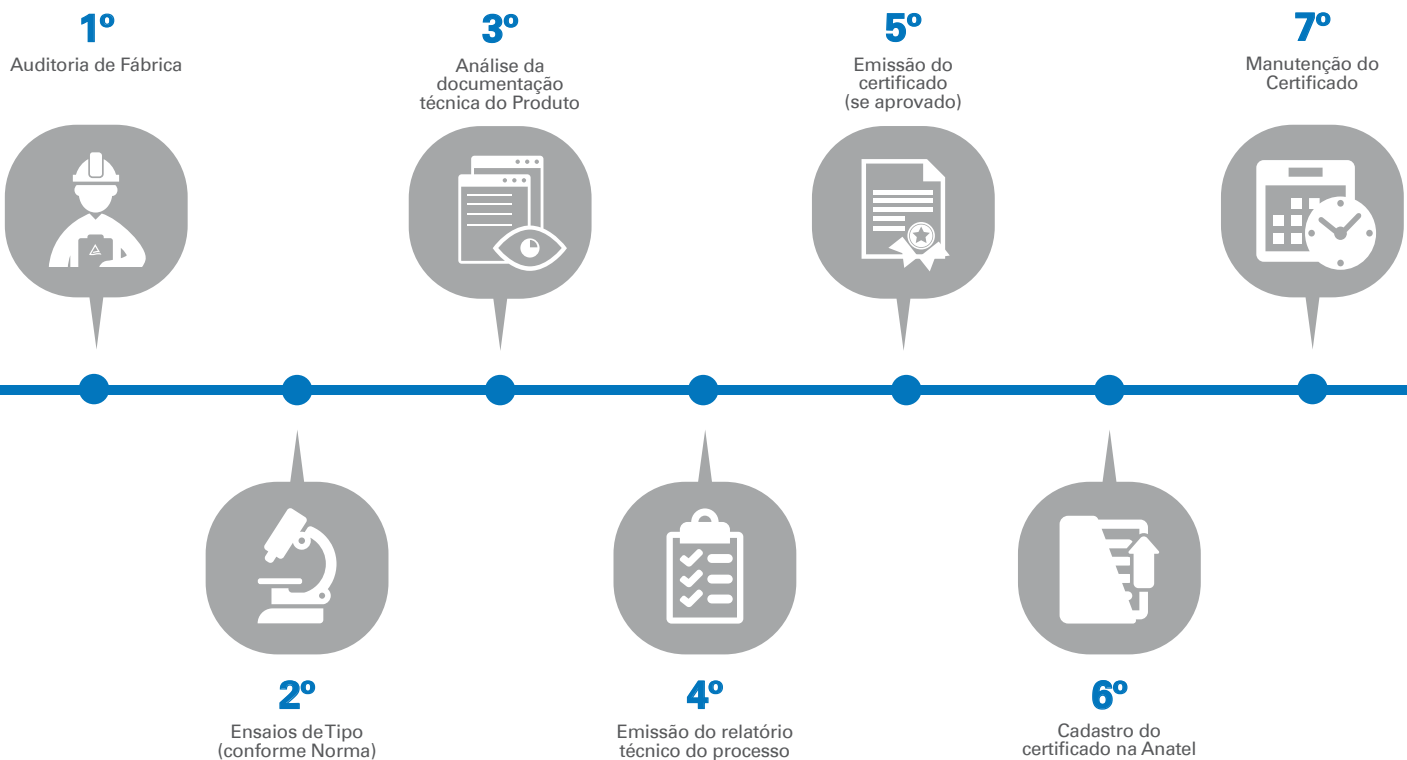 1º
Auditoria de Fábrica
3º
Análise da
documentação
técnica do Produto
5º
Emissão do
certificado
(se aprovado)
7º
Manutenção do
Certificado
2º
Ensaios de Tipo
(conforme Norma)
4º
Emissão do relatório
técnico do processo
6º
Cadastro do
certificado na Anatel